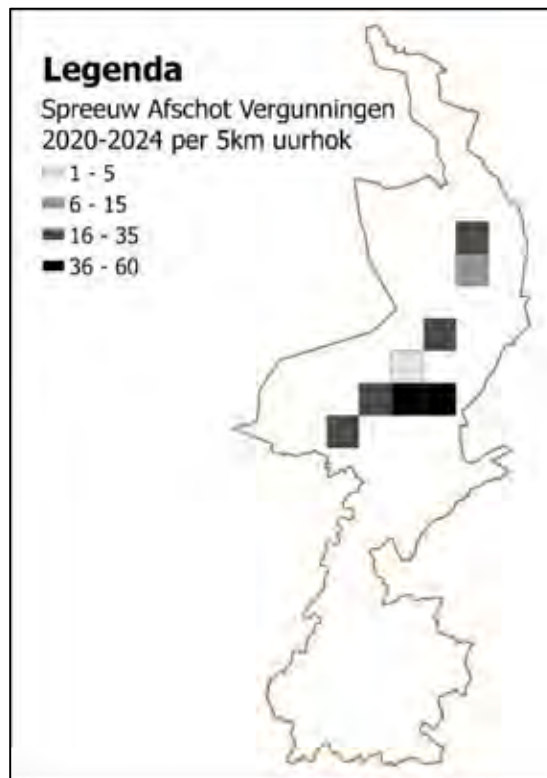 Legenda
Spreeuw Afschot Vergunningen
2020-2024 per 5km uurhok
1 - 5
6 - 15
16 - 35
36 - 60